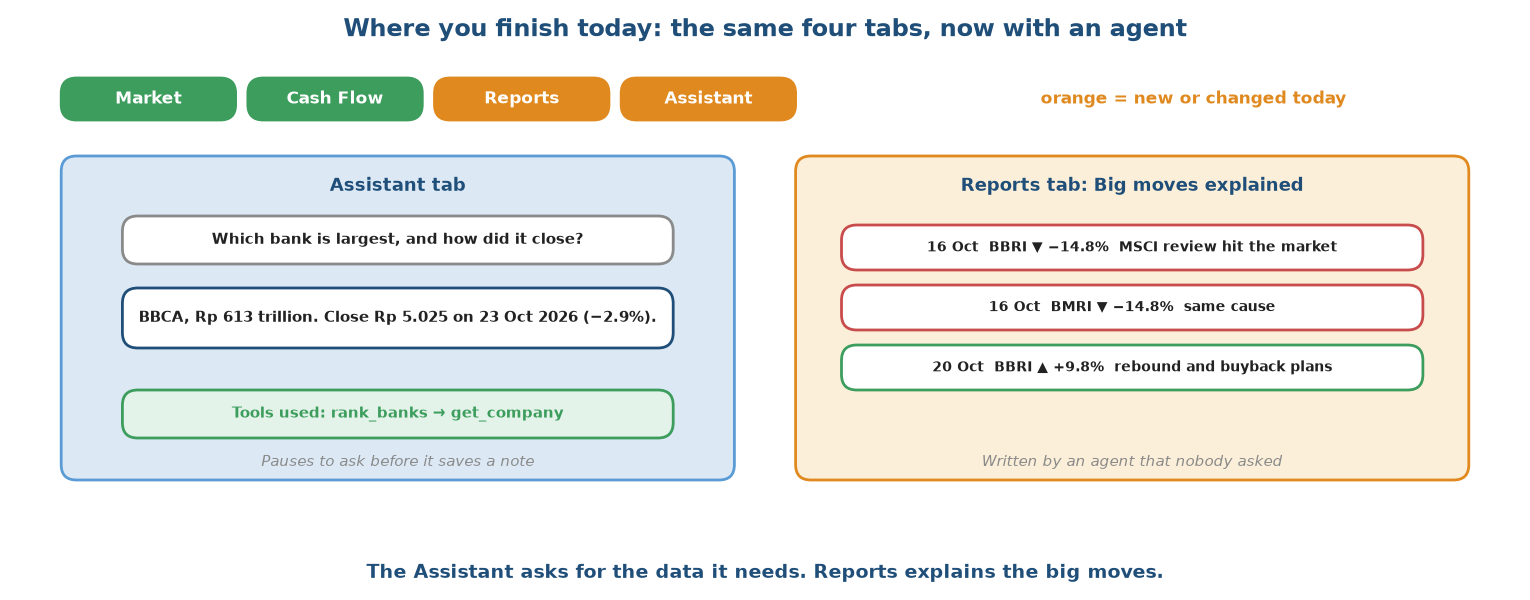 Where you finish today: the same four tabs, now with an agent
Market
Cash Flow
Reports
Assistant
orange = new or changed today
Assistant tab
Which bank is largest, and how did it close?
BBCA, Rp 613 trillion. Close Rp 5.025 on 23 Oct 2026 (−2.9%).
Tools used: rank_banks → get_company
Pauses to ask before it saves a note
Reports tab: Big moves explained
16 Oct  BBRI ▼ −14.8%  MSCI review hit the market
16 Oct  BMRI ▼ −14.8%  same cause
20 Oct  BBRI ▲ +9.8%  rebound and buyback plans
Written by an agent that nobody asked
The Assistant asks for the data it needs. Reports explains the big moves.